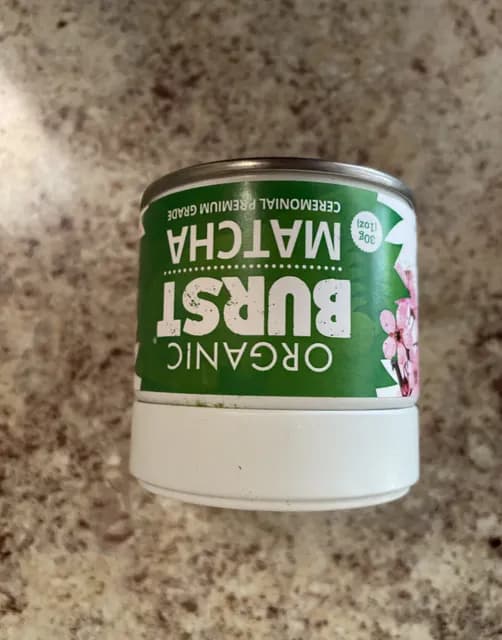 ORGANIC
BURST®
MATCHA
CEREMONIAL PREMIUM GRADE
30g
(1oz)